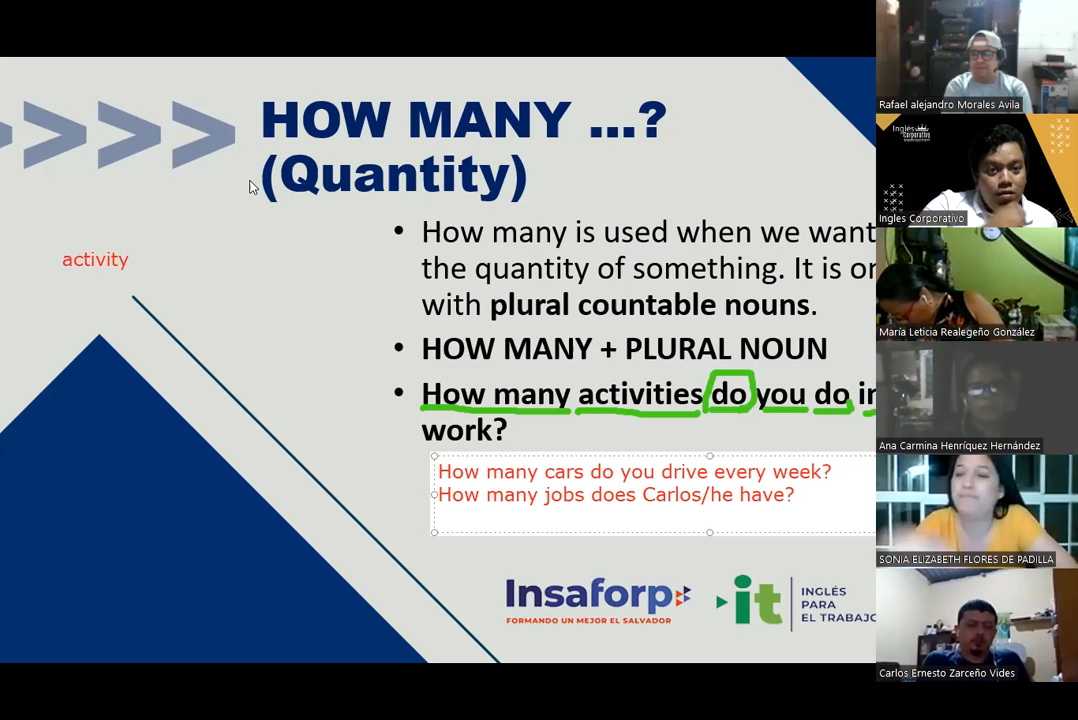 HOW MANY ...?
(Quantity)
activity
• How many is used when we want
the quantity of something. It is
with plural countable nouns.
• HOW MANY + PLURAL NOUN
• How many activities do you do
work?
How many cars do you drive every week?
How many jobs does Carlos/he have?
Insaforp
FORMANDO UN MEJOR EL SALVADOR
it
INGLÉS
PARA
EL TRABAJO
Rafael alejandro Morales Avila
Inglés
Corporativo
Ingles Corporativo
María Leticia Realegeño González
Ana Carmina Henríquez Hernández
SONIA ELIZABETH FLORES DE PADILLA
Carlos Ernesto Zarceño Vides